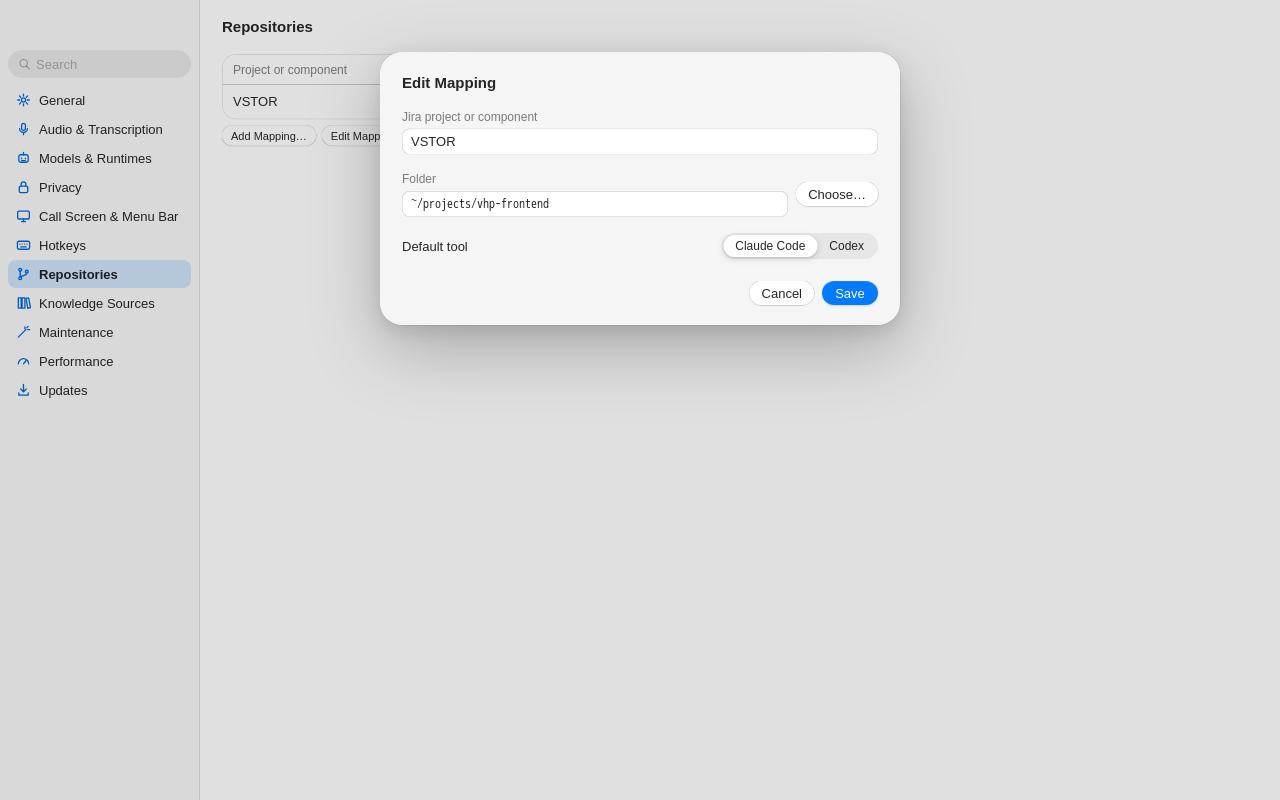 Repositories
Search
General
Audio & Transcription
Models & Runtimes
Privacy
Call Screen & Menu Bar
Hotkeys
Repositories
Knowledge Sources
Maintenance
Performance
Updates
Project or component
VSTOR
Add Mapping…
Edit Mapp
Edit Mapping
Jira project or component
VSTOR
Folder
~/projects/vhp-frontend
Choose…
Default tool
Claude Code
Codex
Cancel
Save